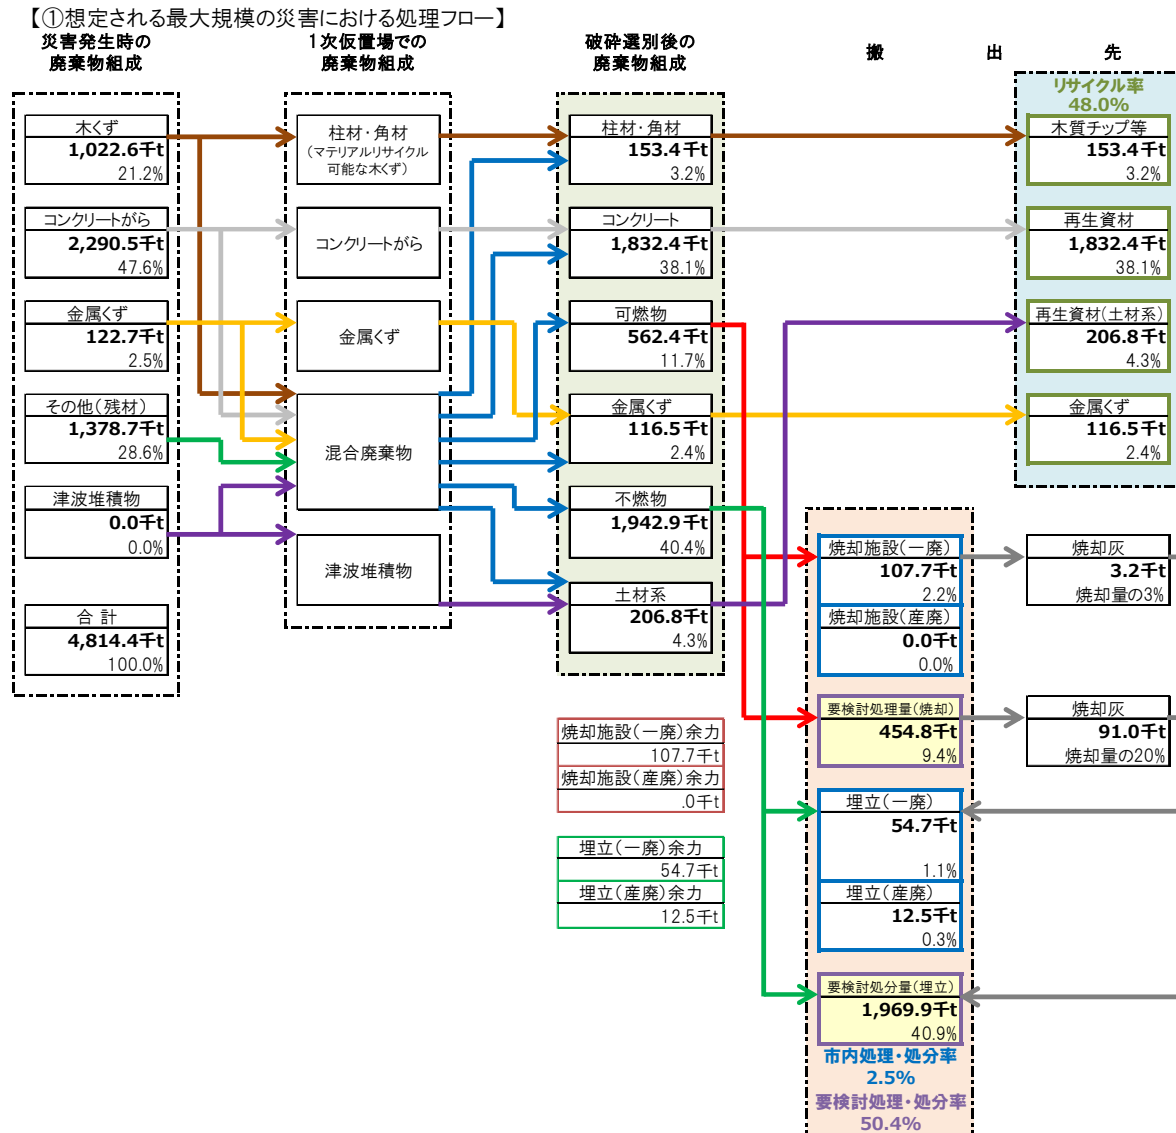 【①想定される最大規模の災害における処理フロー】
災害発生時の
廃棄物組成
1次仮置場での
廃棄物組成
破砕選別後の
廃棄物組成
搬 出 先
木くず
1,022.6千t
21.2%
コンクリートがら
2,290.5千t
47.6%
金属くず
122.7千t
2.5%
その他(残材)
1,378.7千t
28.6%
津波堆積物
0.0千t
0.0%
合 計
4,814.4千t
100.0%
柱材・角材
(マテリアルリサイクル
可能な木くず)
コンクリートがら
金属くず
混合廃棄物
津波堆積物
柱材・角材
153.4千t
3.2%
コンクリート
1,832.4千t
38.1%
可燃物
562.4千t
11.7%
金属くず
116.5千t
2.4%
不燃物
1,942.9千t
40.4%
土材系
206.8千t
4.3%
焼却施設(一廃)余力
107.7千t
焼却施設(産廃)余力
.0千t
埋立(一廃)余力
54.7千t
埋立(産廃)余力
12.5千t
リサイクル率
48.0%
木質チップ等
153.4千t
3.2%
再生資材
1,832.4千t
38.1%
再生資材(土材系)
206.8千t
4.3%
金属くず
116.5千t
2.4%
焼却施設(一廃)
107.7千t
2.2%
焼却施設(産廃)
0.0千t
0.0%
要検討処理量(焼却)
454.8千t
9.4%
埋立(一廃)
54.7千t
1.1%
埋立(産廃)
12.5千t
0.3%
要検討処分量(埋立)
1,969.9千t
40.9%
市内処理・処分率
2.5%
要検討処理・処分率
50.4%
焼却灰
3.2千t
焼却量の3%
焼却灰
91.0千t
焼却量の20%